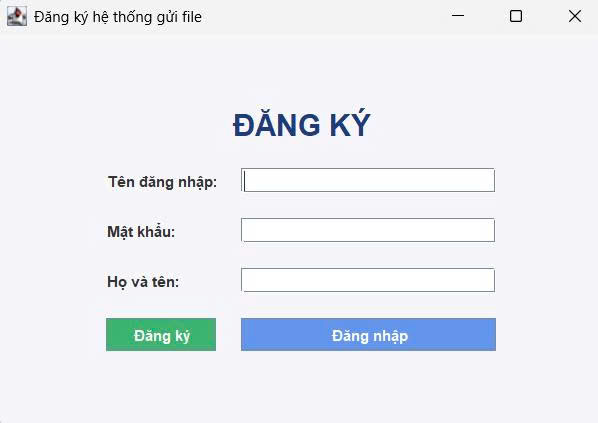 Đăng ký hệ thống gửi file
ĐĂNG KÝ
Tên đăng nhập:
Mật khẩu:
Họ và tên:
Đăng ký
Đăng nhập